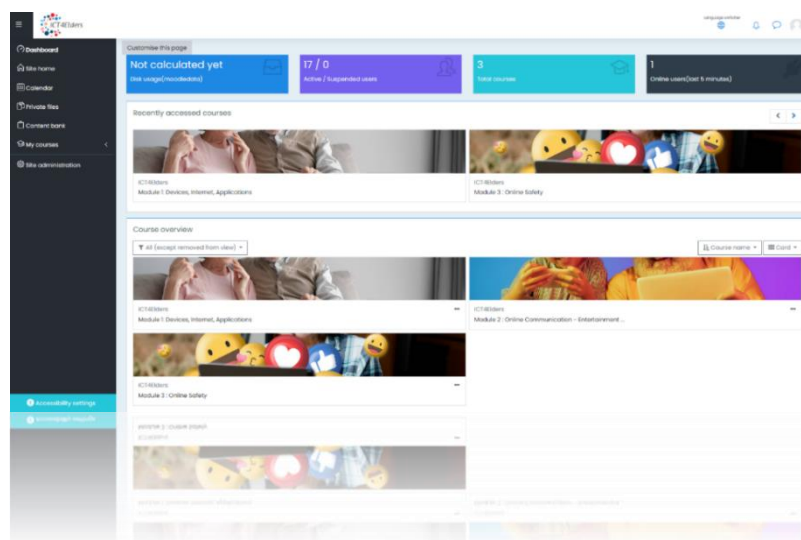 ICT4Elders
Language switcher
Dashboard
Site home
Calendar
Private files
Content bank
My courses
Site administration
Accessibility settings
Customise this page
Not calculated yet
Disk usage(moodledata)
17 / 0
Active / Suspended users
3
Total courses
1
Online users(last 5 minutes)
Recently accessed courses
ICT4Elders
Module 1: Devices, Internet, Applications
ICT4Elders
Module 3 : Online Safety
Course overview
All (except removed from view)
Course name
Card
ICT4Elders
Module 1: Devices, Internet, Applications
ICT4Elders
Module 2 : Online Communication - Entertainment ...
ICT4Elders
Module 3 : Online Safety